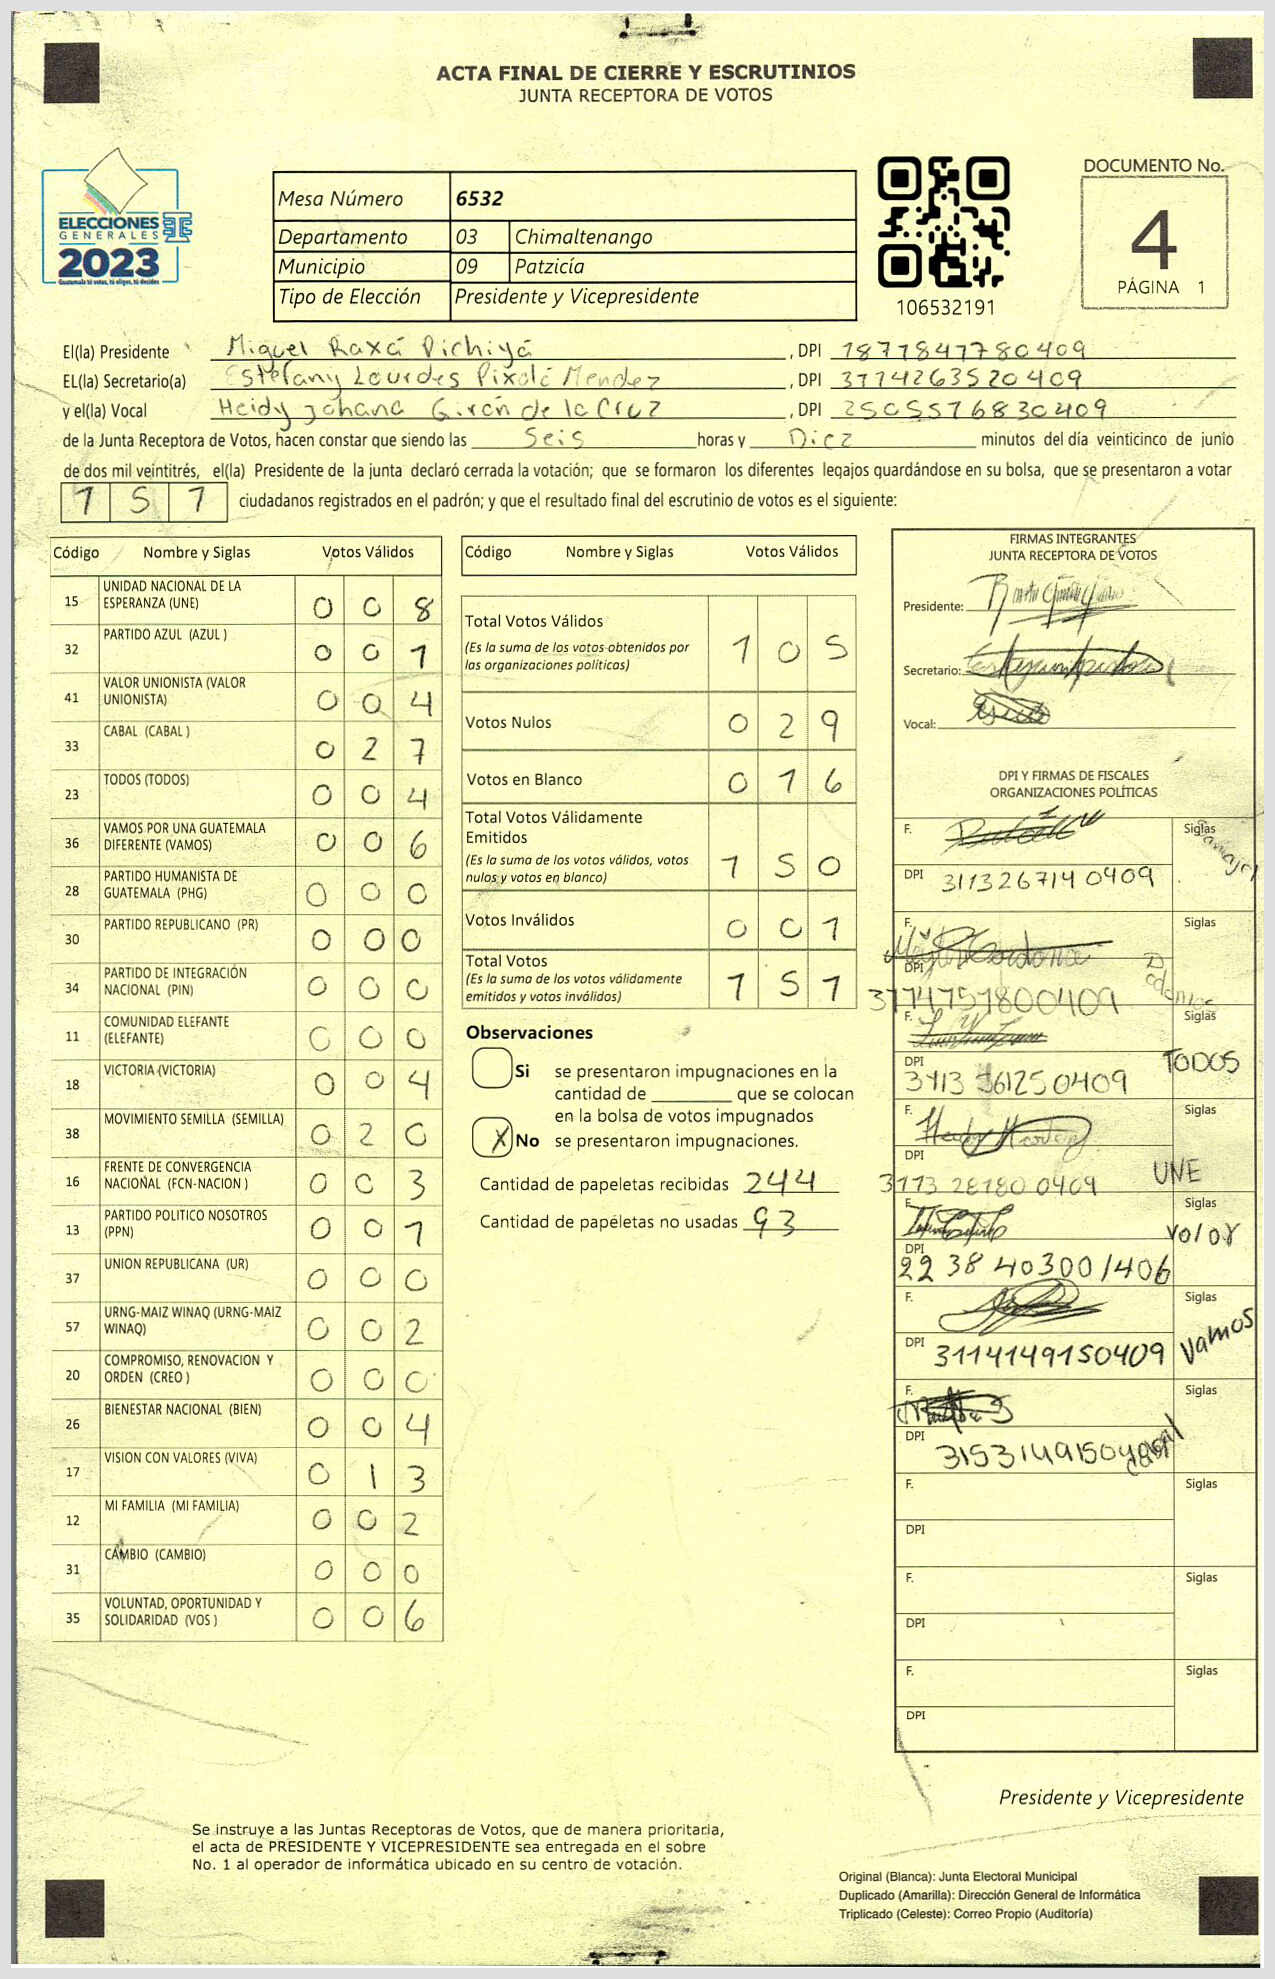 ACTA FINAL DE CIERRE Y ESCRUTINIOS
JUNTA RECEPTORA DE VOTOS
ELECCIONES
GENERALES
2023
Guatemala tú votas, tú eliges, tú decides
Mesa Número 6532
Departamento 03 Chimaltenango
Municipio 09 Patzicía
Tipo de Elección Presidente y Vicepresidente
106532191
DOCUMENTO No.
4
PÁGINA 1
El(la) Presidente Miguel Raxá Pichiyá, DPI 1877847780409
EL(la) Secretario(a) Estefany Lourdes Pixolá Mendez, DPI 3774263520409
y el(la) Vocal Heidy Johana Girón de la Cruz, DPI 2505576830409
de la Junta Receptora de Votos, hacen constar que siendo las Seis horas y Diez minutos del día veinticinco de junio
de dos mil veintitrés, el(la) Presidente de la junta declaró cerrada la votación; que se formaron los diferentes legajos quardándose en su bolsa, que se presentaron a votar
1 5 1 ciudadanos registrados en el padrón; y que el resultado final del escrutinio de votos es el siguiente:
Código Nombre y Siglas Votos Válidos
15 UNIDAD NACIONAL DE LA ESPERANZA (UNE) 0 0 8
32 PARTIDO AZUL (AZUL ) 0 0 1
41 VALOR UNIONISTA (VALOR UNIONISTA) 0 0 4
33 CABAL (CABAL ) 0 2 7
23 TODOS (TODOS) 0 0 4
36 VAMOS POR UNA GUATEMALA DIFERENTE (VAMOS) 0 0 6
28 PARTIDO HUMANISTA DE GUATEMALA (PHG) 0 0 0
30 PARTIDO REPUBLICANO (PR) 0 0 0
34 PARTIDO DE INTEGRACIÓN NACIONAL (PIN) 0 0 0
11 COMUNIDAD ELEFANTE (ELEFANTE) 0 0 0
18 VICTORIA (VICTORIA) 0 0 4
38 MOVIMIENTO SEMILLA (SEMILLA) 0 2 0
16 FRENTE DE CONVERGENCIA NACIONAL (FCN-NACION ) 0 0 3
13 PARTIDO POLITICO NOSOTROS (PPN) 0 0 1
37 UNION REPUBLICANA (UR) 0 0 0
57 URNG-MAIZ WINAQ (URNG-MAIZ WINAQ) 0 0 2
20 COMPROMISO, RENOVACION Y ORDEN (CREO ) 0 0 0
26 BIENESTAR NACIONAL (BIEN) 0 0 4
17 VISION CON VALORES (VIVA) 0 1 3
12 MI FAMILIA (MI FAMILIA) 0 0 2
31 CAMBIO (CAMBIO) 0 0 0
35 VOLUNTAD, OPORTUNIDAD Y SOLIDARIDAD (VOS ) 0 0 6
Código Nombre y Siglas Votos Válidos
Total Votos Válidos 1 0 5
(Es la suma de los votos obtenidos por
las organizaciones políticas)
Votos Nulos 0 2 9
Votos en Blanco 0 1 6
Total Votos Válidamente
Emitidos 1 5 0
(Es la suma de los votos válidos, votos
nulos y votos en blanco)
Votos Inválidos 0 0 1
Total Votos 1 5 1
(Es la suma de los votos válidamente
emitidos y votos inválidos)
Observaciones
Si se presentaron impugnaciones en la
cantidad de ________ que se colocan
en la bolsa de votos impugnados
X No se presentaron impugnaciones.
Cantidad de papeletas recibidas 244
Cantidad de papeletas no usadas 93
FIRMAS INTEGRANTES
JUNTA RECEPTORA DE VOTOS
Presidente:
Secretario:
Vocal:
DPI Y FIRMAS DE FISCALES
ORGANIZACIONES POLÍTICAS
F. Siglas
DPI 3113267140409
F. Siglas
DPI 3774757800409
F. Siglas TODOS
DPI
F. Siglas UNE
DPI 3173281800409
F. Siglas Valor
DPI 2238403001406
F. Siglas Vamos
DPI 3114149150409
F. Siglas Cabal
DPI
F. Siglas
DPI
F. Siglas
DPI
F. Siglas
DPI
Presidente y Vicepresidente
Se instruye a las Juntas Receptoras de Votos, que de manera prioritaria,
el acta de PRESIDENTE Y VICEPRESIDENTE sea entregada en el sobre
No. 1 al operador de informática ubicado en su centro de votación.
Original (Blanca): Junta Electoral Municipal
Duplicado (Amarilla): Dirección General de Informática
Triplicado (Celeste): Correo Propio (Auditoría)